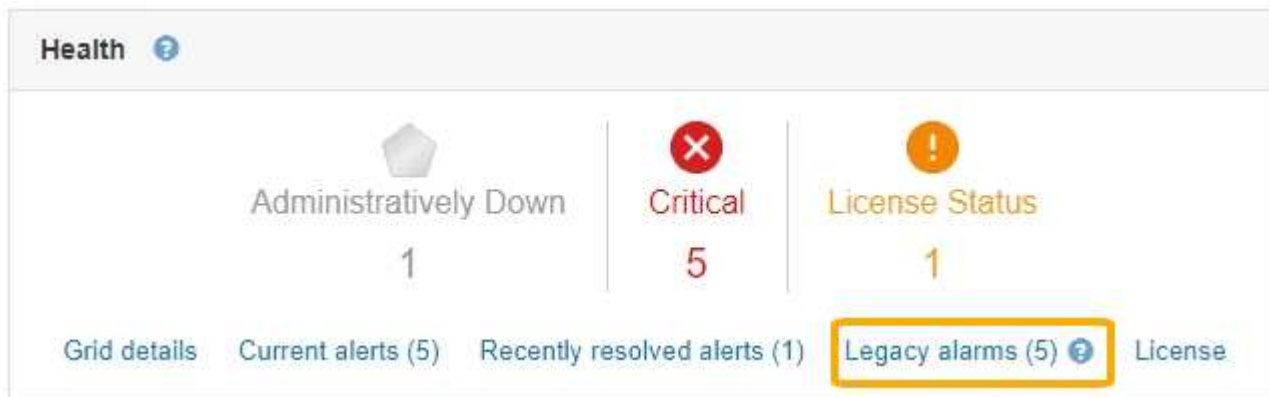 Health ?
Administratively Down Critical License Status
1 5 1
Grid details Current alerts (5) Recently resolved alerts (1) Legacy alarms (5) ? License